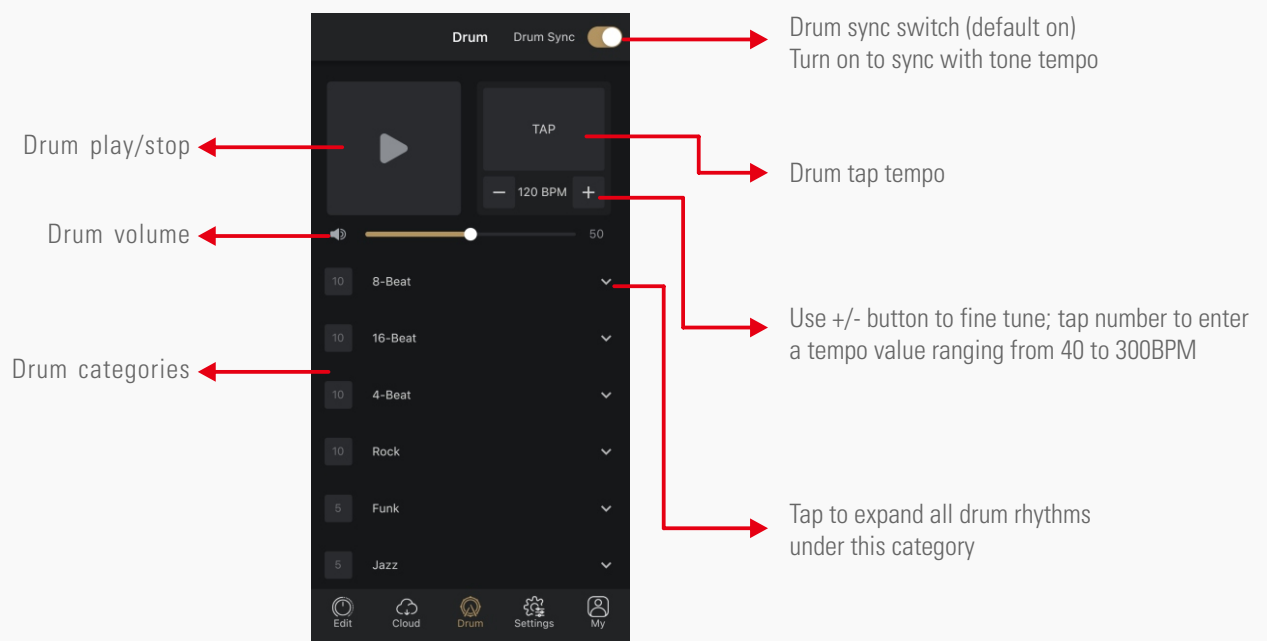 Drum
Drum Sync
Drum sync switch (default on)
Turn on to sync with tone tempo
Drum play/stop
TAP
Drum tap tempo
120 BPM
Drum volume
50
10 8-Beat
Use +/- button to fine tune; tap number to enter
a tempo value ranging from 40 to 300BPM
10 16-Beat
Drum categories
10 4-Beat
10 Rock
5 Funk
Tap to expand all drum rhythms
under this category
5 Jazz
Edit
Cloud
Drum
Settings
My